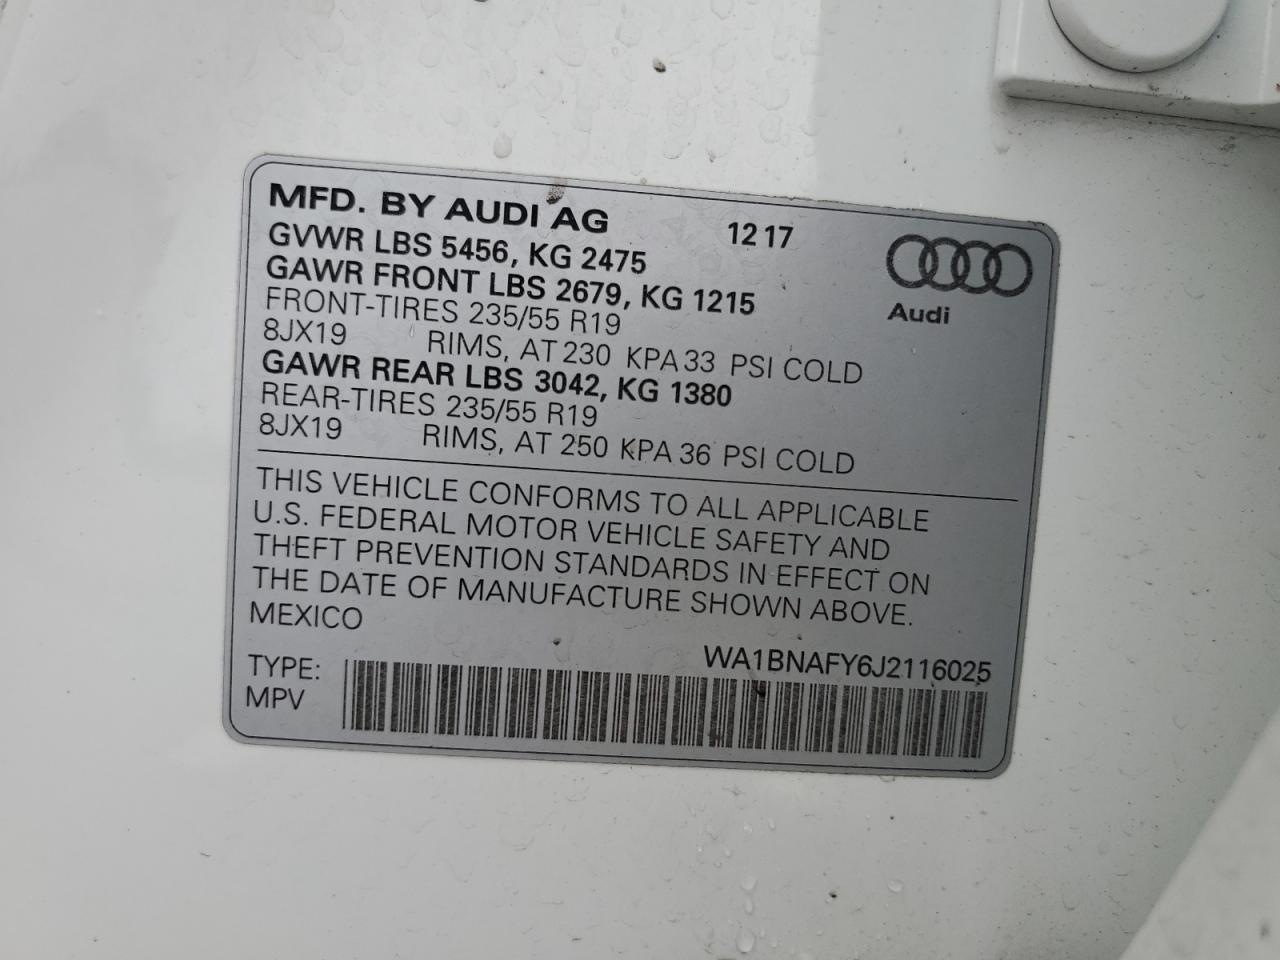 MFD. BY AUDI AG 12 17
GVWR LBS 5456, KG 2475
GAWR FRONT LBS 2679, KG 1215
FRONT-TIRES 235/55 R19
8JX19 RIMS, AT 230 KPA 33 PSI COLD
GAWR REAR LBS 3042, KG 1380
REAR-TIRES 235/55 R19
8JX19 RIMS, AT 250 KPA 36 PSI COLD
Audi
THIS VEHICLE CONFORMS TO ALL APPLICABLE
U.S. FEDERAL MOTOR VEHICLE SAFETY AND
THEFT PREVENTION STANDARDS IN EFFECT ON
THE DATE OF MANUFACTURE SHOWN ABOVE.
MEXICO
WA1BNAFY6J2116025
TYPE:
MPV